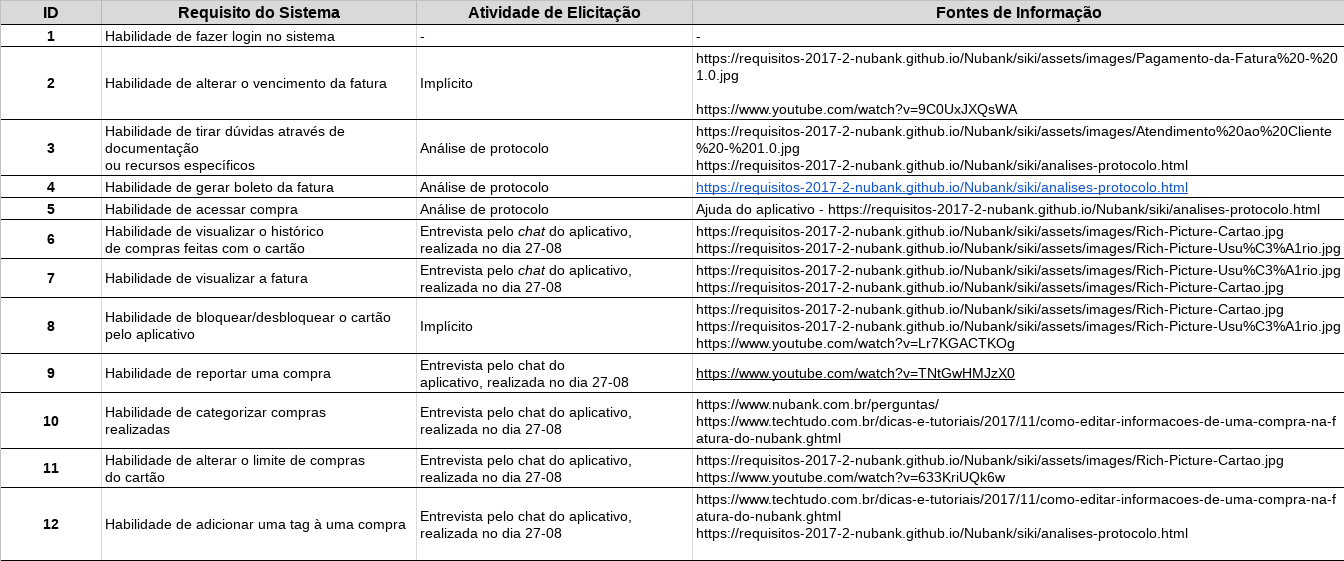 ID Requisito do Sistema Atividade de Elicitação Fontes de Informação
1 Habilidade de fazer login no sistema - -
2 Habilidade de alterar o vencimento da fatura Implícito
https://requisitos-2017-2-nubank.github.io/Nubank/siki/assets/images/Pagamento-da-Fatura%20-%20
1.0.jpg
https://www.youtube.com/watch?v=9C0UxJXQsWA
3
Habilidade de tirar dúvidas através de
documentação
ou recursos específicos
Análise de protocolo
https://requisitos-2017-2-nubank.github.io/Nubank/siki/assets/images/Atendimento%20ao%20Cliente
%20-%201.0.jpg
https://requisitos-2017-2-nubank.github.io/Nubank/siki/analises-protocolo.html
4 Habilidade de gerar boleto da fatura Análise de protocolo https://requisitos-2017-2-nubank.github.io/Nubank/siki/analises-protocolo.html
5 Habilidade de acessar compra Análise de protocolo Ajuda do aplicativo - https://requisitos-2017-2-nubank.github.io/Nubank/siki/analises-protocolo.html
6
Habilidade de visualizar o histórico
de compras feitas com o cartão
Entrevista pelo chat do aplicativo,
realizada no dia 27-08
https://requisitos-2017-2-nubank.github.io/Nubank/siki/assets/images/Rich-Picture-Cartao.jpg
https://requisitos-2017-2-nubank.github.io/Nubank/siki/assets/images/Rich-Picture-Usu%C3%A1rio.jpg
7 Habilidade de visualizar a fatura
Entrevista pelo chat do aplicativo,
realizada no dia 27-08
https://requisitos-2017-2-nubank.github.io/Nubank/siki/assets/images/Rich-Picture-Usu%C3%A1rio.jpg
https://requisitos-2017-2-nubank.github.io/Nubank/siki/assets/images/Rich-Picture-Cartao.jpg
8
Habilidade de bloquear/desbloquear o cartão
pelo aplicativo
Implícito
https://requisitos-2017-2-nubank.github.io/Nubank/siki/assets/images/Rich-Picture-Cartao.jpg
https://requisitos-2017-2-nubank.github.io/Nubank/siki/assets/images/Rich-Picture-Usu%C3%A1rio.jpg
https://www.youtube.com/watch?v=Lr7KGACTKOg
9 Habilidade de reportar uma compra
Entrevista pelo chat do
aplicativo, realizada no dia 27-08
https://www.youtube.com/watch?v=TNtGwHMJzX0
10
Habilidade de categorizar compras
realizadas
Entrevista pelo chat do aplicativo,
realizada no dia 27-08
https://www.nubank.com.br/perguntas/
https://www.techtudo.com.br/dicas-e-tutoriais/2017/11/como-editar-informacoes-de-uma-compra-na-f
atura-do-nubank.ghtml
11
Habilidade de alterar o limite de compras
do cartão
Entrevista pelo chat do aplicativo,
realizada no dia 27-08
https://requisitos-2017-2-nubank.github.io/Nubank/siki/assets/images/Rich-Picture-Cartao.jpg
https://www.youtube.com/watch?v=633KriUQk6w
12 Habilidade de adicionar uma tag à uma compra
Entrevista pelo chat do aplicativo,
realizada no dia 27-08
https://www.techtudo.com.br/dicas-e-tutoriais/2017/11/como-editar-informacoes-de-uma-compra-na-f
atura-do-nubank.ghtml
https://requisitos-2017-2-nubank.github.io/Nubank/siki/analises-protocolo.html